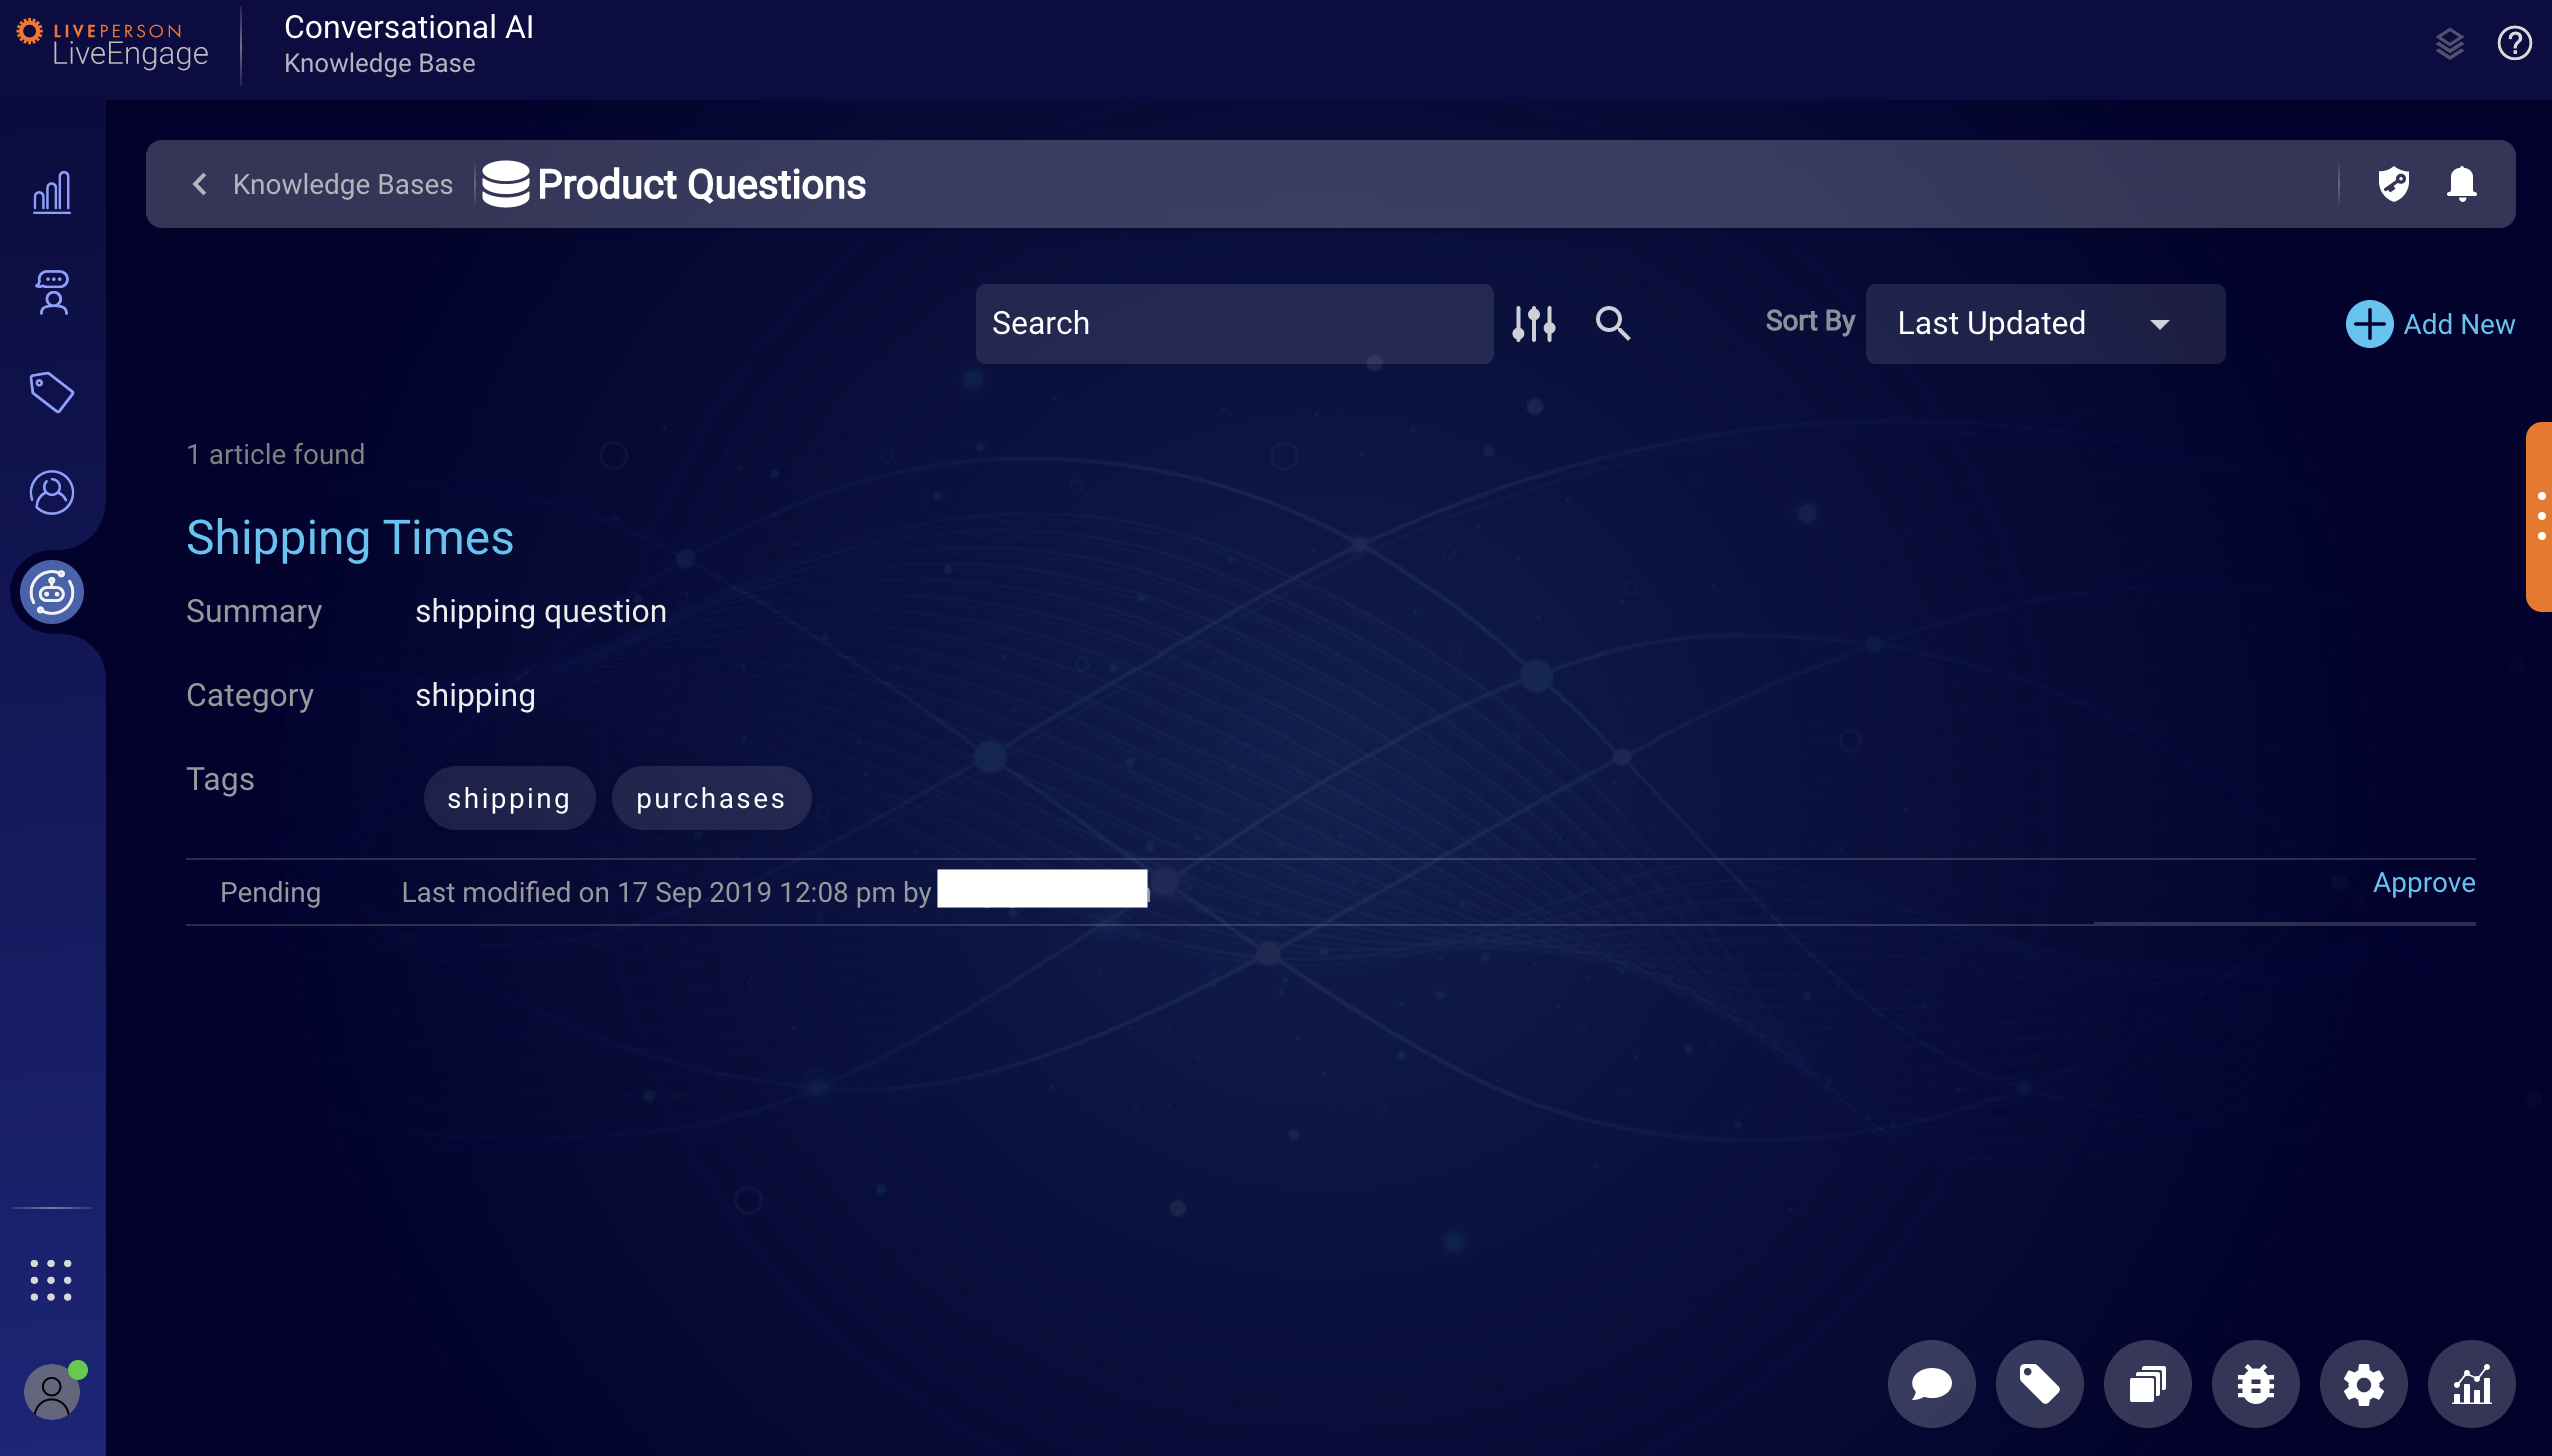 LIVEPERSON
LiveEngage
Conversational AI
Knowledge Base
Knowledge Bases
Product Questions
Search
Sort By
Last Updated
Add New
1 article found
Shipping Times
Summary shipping question
Category shipping
Tags shipping purchases
Pending Last modified on 17 Sep 2019 12:08 pm by
Approve